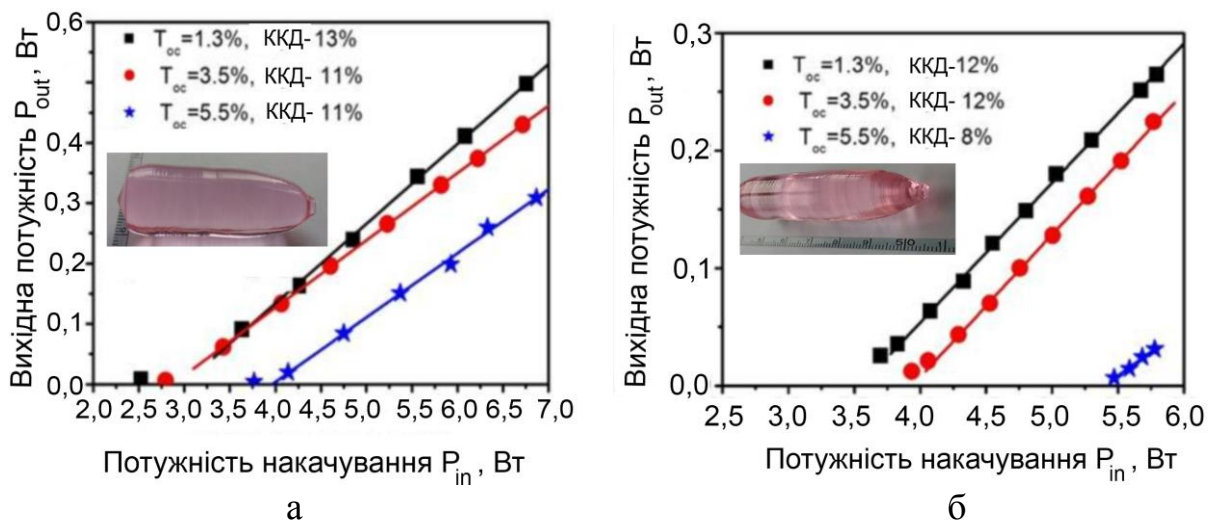 0,6
0,5
0,4
0,3
0,2
0,1
0,0
Вихідна потужність P_out, Вт
T_oc=1.3%, ККД-13%
T_oc=3.5%, ККД- 11%
T_oc=5.5%, ККД- 11%
2,0 2,5 3,0 3,5 4,0 4,5 5,0 5,5 6,0 6,5 7,0
Потужність накачування P_in , Вт
а
0,3
0,2
0,1
0,0
Вихідна потужність P_out, Вт
T_oc=1.3%, ККД-12%
T_oc=3.5%, ККД-12%
T_oc=5.5%, ККД- 8%
2,5 3,0 3,5 4,0 4,5 5,0 5,5 6,0
Потужність накачування P_in , Вт
б